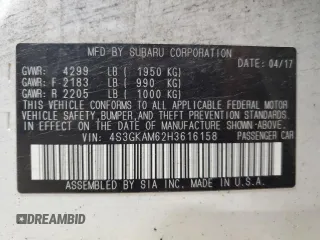 MFD BY SUBARU CORPORATION
DATE: 04/17
GVWR: 4299 LB ( 1950 KG)
GAWR: F 2183 LB ( 990 KG)
GAWR: R 2205 LB ( 1000 KG)
THIS VEHICLE CONFORMS TO ALL APPLICABLE FEDERAL MOTOR
VEHICLE SAFETY, BUMPER, AND THEFT PREVENTION
STANDARDS IN EFFECT ON THE DATE OF MANUFACTURE
SHOWN ABOVE.
VIN: 4S3GKAM62H3616158
PASSENGER CAR
ASSEMBLED BY SIA INC. MADE IN U.S.A.
STREAMBID